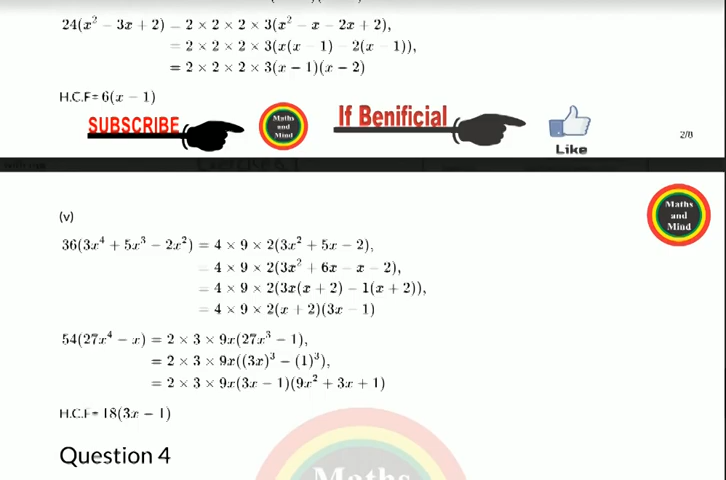 24(x² − 3x + 2) = 2 × 2 × 2 × 3(x² − x − 2x + 2),
= 2 × 2 × 2 × 3(x(x − 1) − 2(x − 1)),
= 2 × 2 × 2 × 3(x − 1)(x − 2)
H.C.F= 6(x − 1)
SUBSCRIBE
Maths
and
Mind
If Benificial
Like
2/8
(v)
Maths
and
Mind
36(3x⁴ + 5x³ − 2x²) = 4 × 9 × 2(3x² + 5x − 2),
= 4 × 9 × 2(3x² + 6x − x − 2),
= 4 × 9 × 2(3x(x + 2) − 1(x + 2)),
= 4 × 9 × 2(x + 2)(3x − 1)
54(27x⁴ − x) = 2 × 3 × 9x(27x³ − 1),
= 2 × 3 × 9x((3x)³ − (1)³),
= 2 × 3 × 9x(3x − 1)(9x² + 3x + 1)
H.C.F= 18(3x − 1)
Question 4
Maths